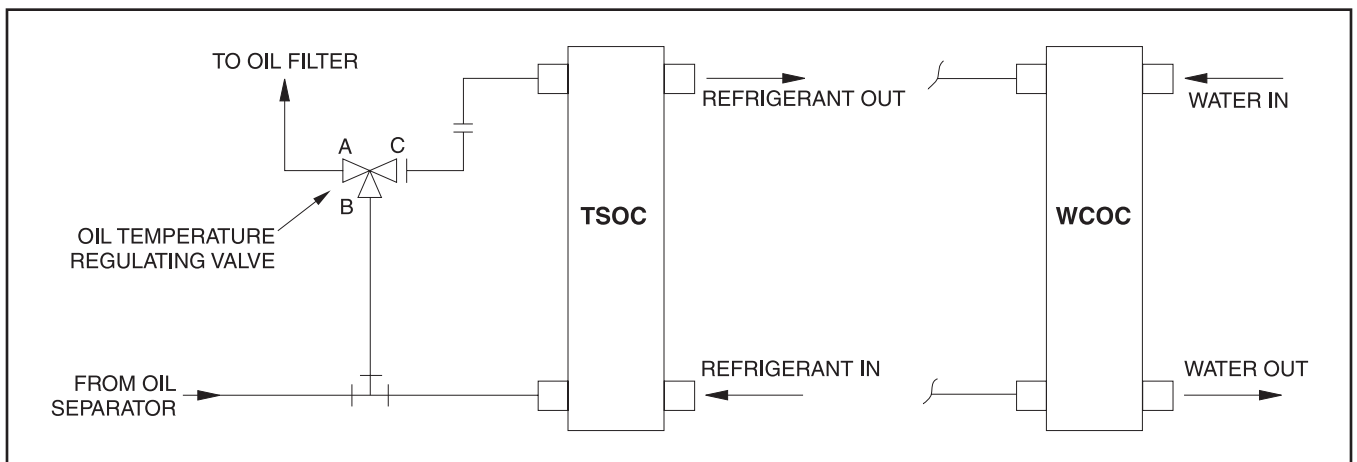 TO OIL FILTER
REFRIGERANT OUT
WATER IN
A
C
B
TSOC
WCOC
OIL TEMPERATURE
REGULATING VALVE
REFRIGERANT IN
WATER OUT
FROM OIL
SEPARATOR